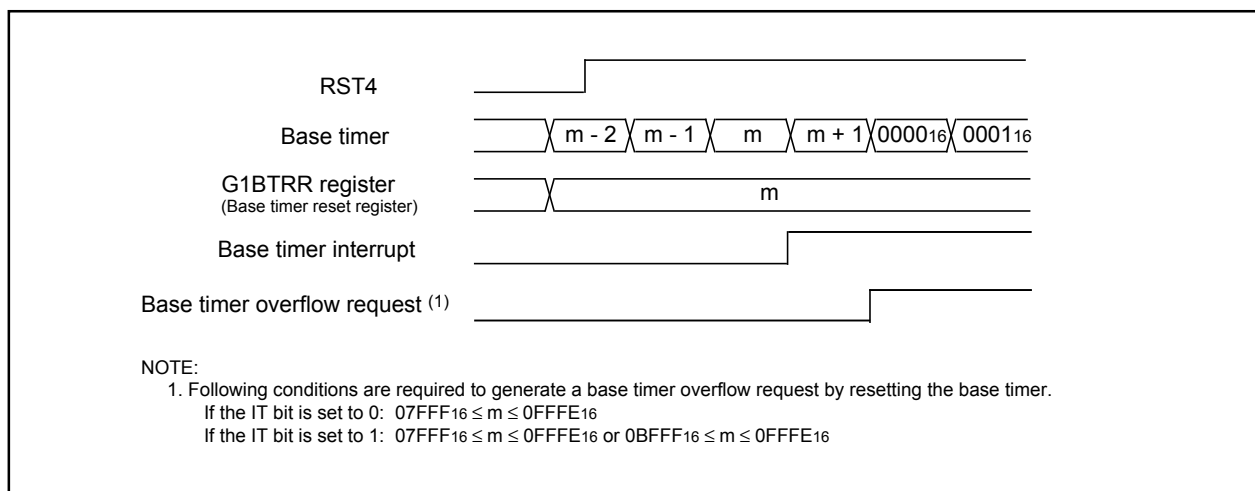 RST4
Base timer
m - 2 m - 1 m m + 1 0000₁₆ 0001₁₆
G1BTRR register
(Base timer reset register)
m
Base timer interrupt
Base timer overflow request (1)
NOTE:
1. Following conditions are required to generate a base timer overflow request by resetting the base timer.
If the IT bit is set to 0: 07FFF₁₆ ≤ m ≤ 0FFFE₁₆
If the IT bit is set to 1: 07FFF₁₆ ≤ m ≤ 0FFFE₁₆ or 0BFFF₁₆ ≤ m ≤ 0FFFE₁₆